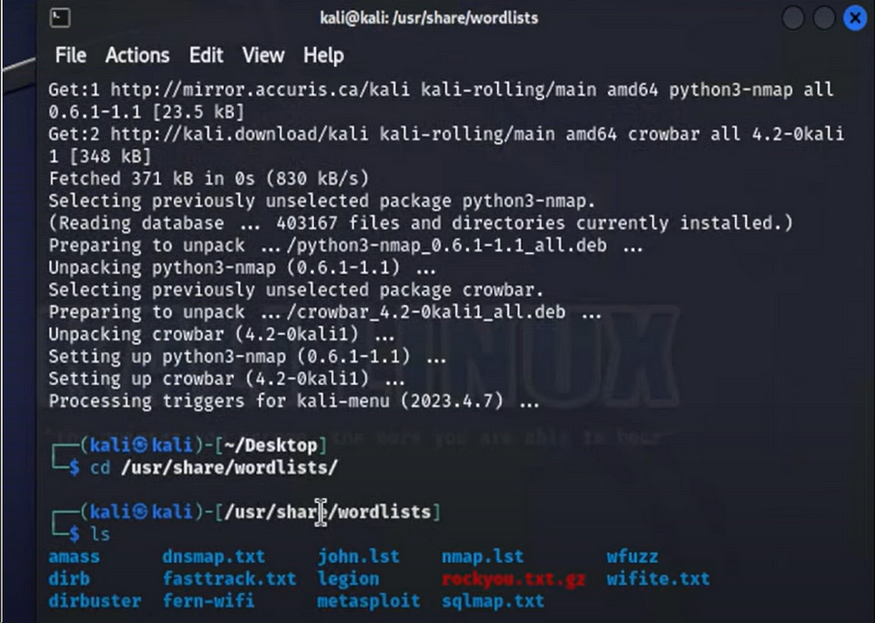 kali@kali: /usr/share/wordlists
File Actions Edit View Help
Get:1 http://mirror.accuris.ca/kali kali-rolling/main amd64 python3-nmap all
0.6.1-1.1 [23.5 kB]
Get:2 http://kali.download/kali kali-rolling/main amd64 crowbar all 4.2-0kali
1 [348 kB]
Fetched 371 kB in 0s (830 kB/s)
Selecting previously unselected package python3-nmap.
(Reading database ... 403167 files and directories currently installed.)
Preparing to unpack .../python3-nmap_0.6.1-1.1_all.deb ...
Unpacking python3-nmap (0.6.1-1.1) ...
Selecting previously unselected package crowbar.
Preparing to unpack .../crowbar_4.2-0kali1_all.deb ...
Unpacking crowbar (4.2-0kali1) ...
Setting up python3-nmap (0.6.1-1.1) ...
Setting up crowbar (4.2-0kali1) ...
Processing triggers for kali-menu (2023.4.7) ...
┌──(kali㉿kali)-[~/Desktop]
└─$ cd /usr/share/wordlists/
┌──(kali㉿kali)-[/usr/share/wordlists]
└─$ ls
amass dnsmap.txt john.lst nmap.lst wfuzz
dirb fasttrack.txt legion rockyou.txt.gz wifite.txt
dirbuster fern-wifi metasploit sqlmap.txt